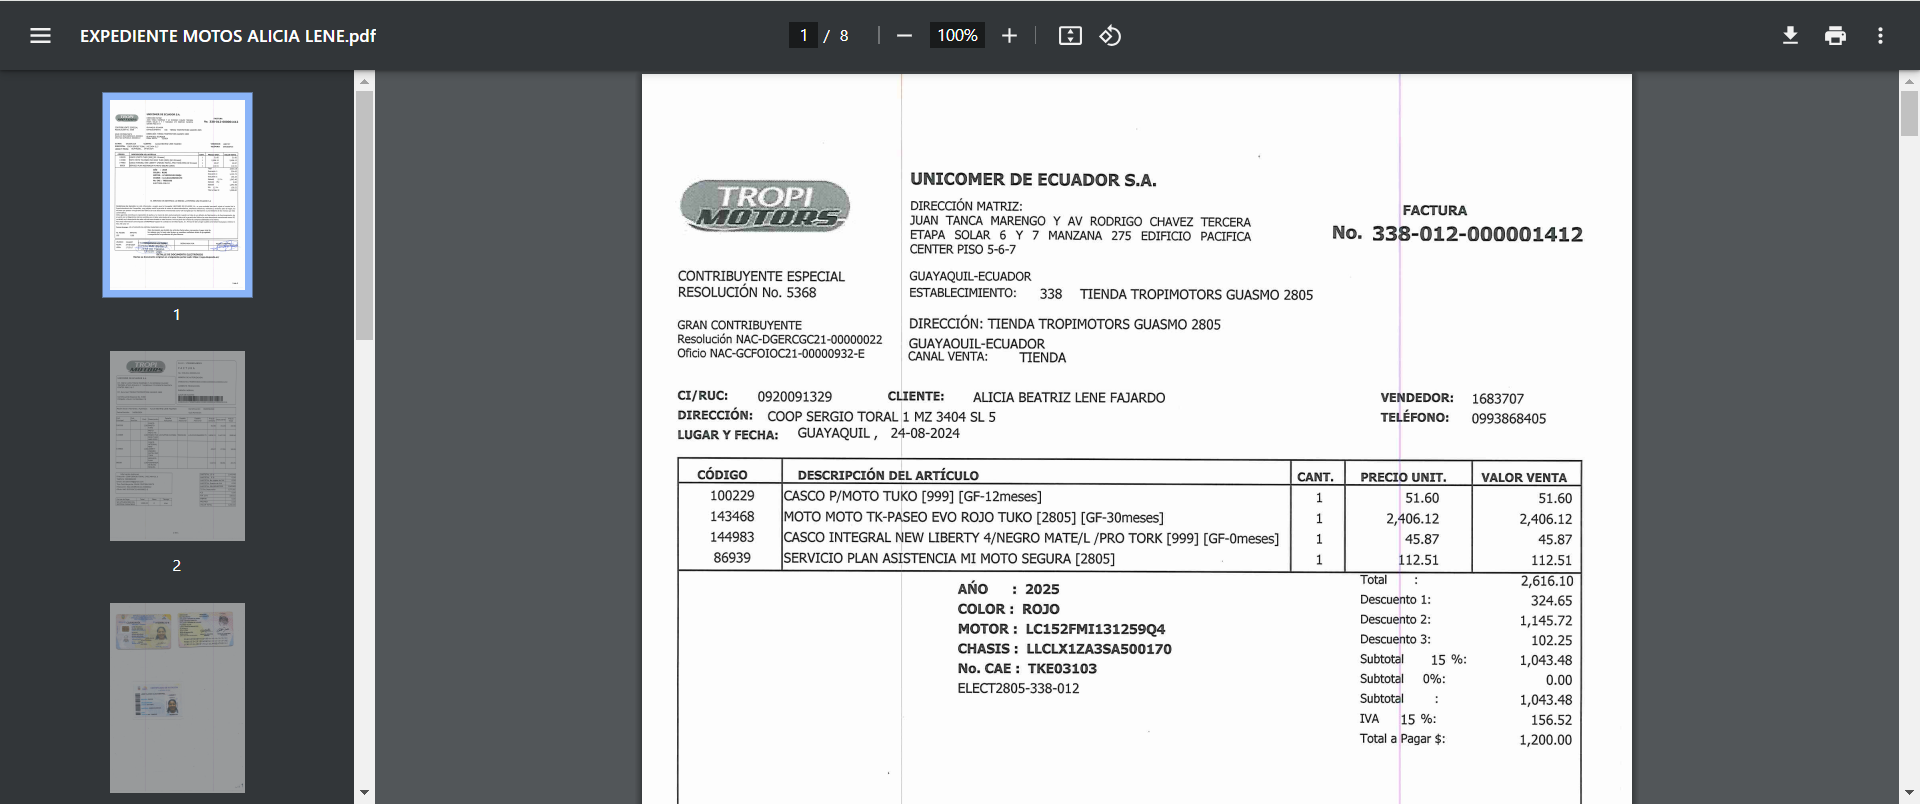 EXPEDIENTE MOTOS ALICIA LENE.pdf
1 / 8
100%
1
2
TROPI
MOTORS
UNICOMER DE ECUADOR S.A.
DIRECCIÓN MATRIZ:
JUAN TANCA MARENGO Y AV RODRIGO CHAVEZ TERCERA
ETAPA SOLAR 6 Y 7 MANZANA 275 EDIFICIO PACIFICA
CENTER PISO 5-6-7
FACTURA
No. 338-012-000001412
CONTRIBUYENTE ESPECIAL
RESOLUCIÓN No. 5368
GUAYAQUIL-ECUADOR
ESTABLECIMIENTO: 338 TIENDA TROPIMOTORS GUASMO 2805
GRAN CONTRIBUYENTE
Resolución NAC-DGERCGC21-00000022
Oficio NAC-GCFOIOC21-00000932-E
DIRECCIÓN: TIENDA TROPIMOTORS GUASMO 2805
GUAYAQUIL-ECUADOR
CANAL VENTA: TIENDA
CI/RUC: 0920091329 CLIENTE: ALICIA BEATRIZ LENE FAJARDO VENDEDOR: 1683707
DIRECCIÓN: COOP SERGIO TORAL 1 MZ 3404 SL 5 TELÉFONO: 0993868405
LUGAR Y FECHA: GUAYAQUIL , 24-08-2024
CÓDIGO DESCRIPCIÓN DEL ARTÍCULO CANT. PRECIO UNIT. VALOR VENTA
100229 CASCO P/MOTO TUKO [999] [GF-12meses] 1 51.60 51.60
143468 MOTO MOTO TK-PASEO EVO ROJO TUKO [2805] [GF-30meses] 1 2,406.12 2,406.12
144983 CASCO INTEGRAL NEW LIBERTY 4/NEGRO MATE/L /PRO TORK [999] [GF-0meses] 1 45.87 45.87
86939 SERVICIO PLAN ASISTENCIA MI MOTO SEGURA [2805] 1 112.51 112.51
AÑO : 2025
COLOR : ROJO
MOTOR : LC152FMI131259Q4
CHASIS : LLCLX1ZA3SA500170
No. CAE : TKE03103
ELECT2805-338-012
Total : 2,616.10
Descuento 1: 324.65
Descuento 2: 1,145.72
Descuento 3: 102.25
Subtotal 15 %: 1,043.48
Subtotal 0%: 0.00
Subtotal : 1,043.48
IVA 15 %: 156.52
Total a Pagar $: 1,200.00